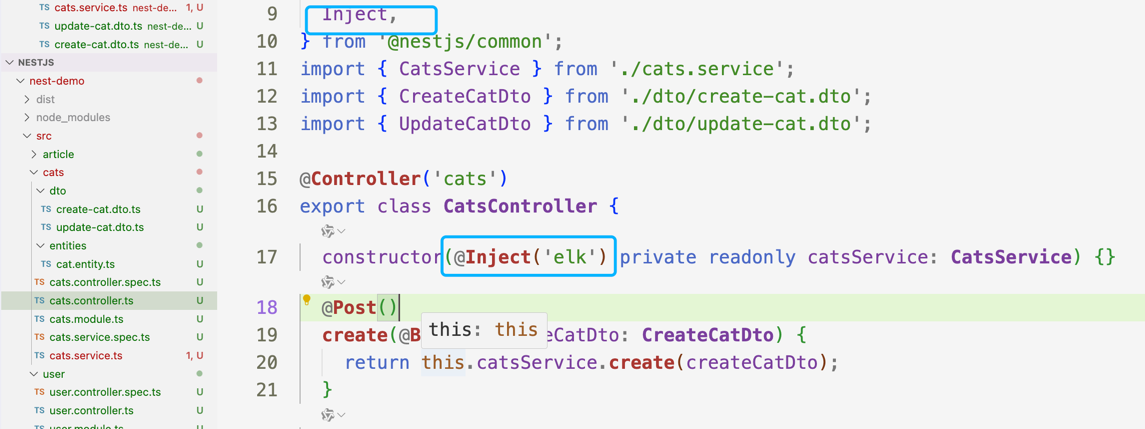 TS cats.service.ts nest-de... 1, U
TS update-cat.dto.ts nest-de... U
TS create-cat.dto.ts nest-de... U
NESTJS
nest-demo
dist
node_modules
src
article
cats
dto
TS create-cat.dto.ts U
TS update-cat.dto.ts U
entities
TS cat.entity.ts U
TS cats.controller.spec.ts U
TS cats.controller.ts U
TS cats.module.ts U
TS cats.service.spec.ts U
TS cats.service.ts 1, U
user
TS user.controller.spec.ts U
TS user.controller.ts U
TS user.module.ts U
9 Inject,
10 } from '@nestjs/common';
11 import { CatsService } from './cats.service';
12 import { CreateCatDto } from './dto/create-cat.dto';
13 import { UpdateCatDto } from './dto/update-cat.dto';
14
15 @Controller('cats')
16 export class CatsController {
17 constructor(@Inject('elk') private readonly catsService: CatsService) {}
18 @Post()
this: this
19 create(@B eCatDto: CreateCatDto) {
20 return this.catsService.create(createCatDto);
21 }